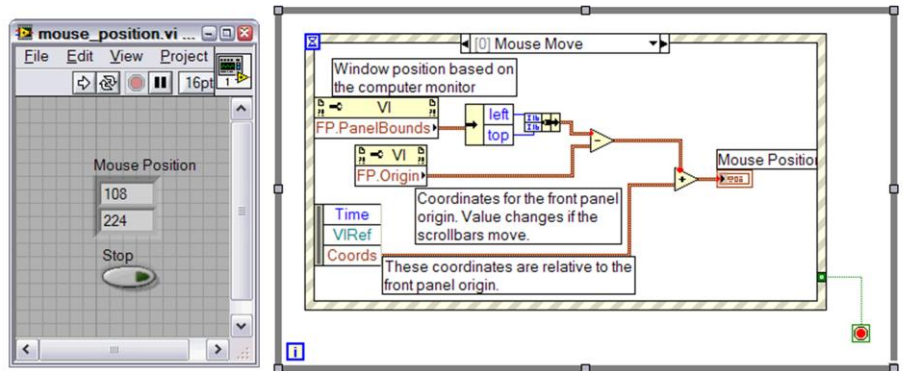 mouse_position.vi ...
File Edit View Project
16pt
1
Mouse Position
108
224
Stop
[0] Mouse Move
Window position based on
the computer monitor
VI
FP.PanelBounds
left
top
VI
FP.Origin
Mouse Positio
Coordinates for the front panel
origin. Value changes if the
scrollbars move.
Time
VIRef
Coords
These coordinates are relative to the
front panel origin.
i